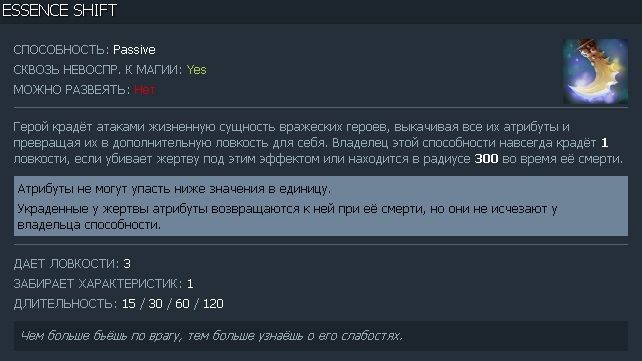 ESSENCE SHIFT
СПОСОБНОСТЬ: Passive
СКВОЗЬ НЕВОСПР. К МАГИИ: Yes
МОЖНО РАЗВЕЯТЬ: Нет
Герой крадёт атаками жизненную сущность вражеских героев, выкачивая все их атрибуты и
превращая их в дополнительную ловкость для себя. Владелец этой способности навсегда крадёт 1
ловкости, если убивает жертву под этим эффектом или находится в радиусе 300 во время её смерти.
Атрибуты не могут упасть ниже значения в единицу.
Украденные у жертвы атрибуты возвращаются к ней при её смерти, но они не исчезают у
владельца способности.
ДАЕТ ЛОВКОСТИ: 3
ЗАБИРАЕТ ХАРАКТЕРИСТИК: 1
ДЛИТЕЛЬНОСТЬ: 15 / 30 / 60 / 120
Чем больше бьёшь по врагу, тем больше узнаёшь о его слабостях.